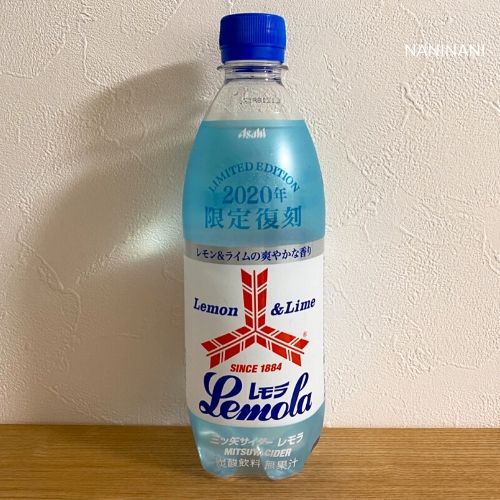 NANINANI
Asahi
LIMITED EDITION
2020年
限定復刻
レモン&ライムの爽やかな香り
Lemon & Lime
®
SINCE 1884
レモラ
Lemola
三ツ矢サイダー レモラ
MITSUYA CIDER
炭酸飲料 無果汁